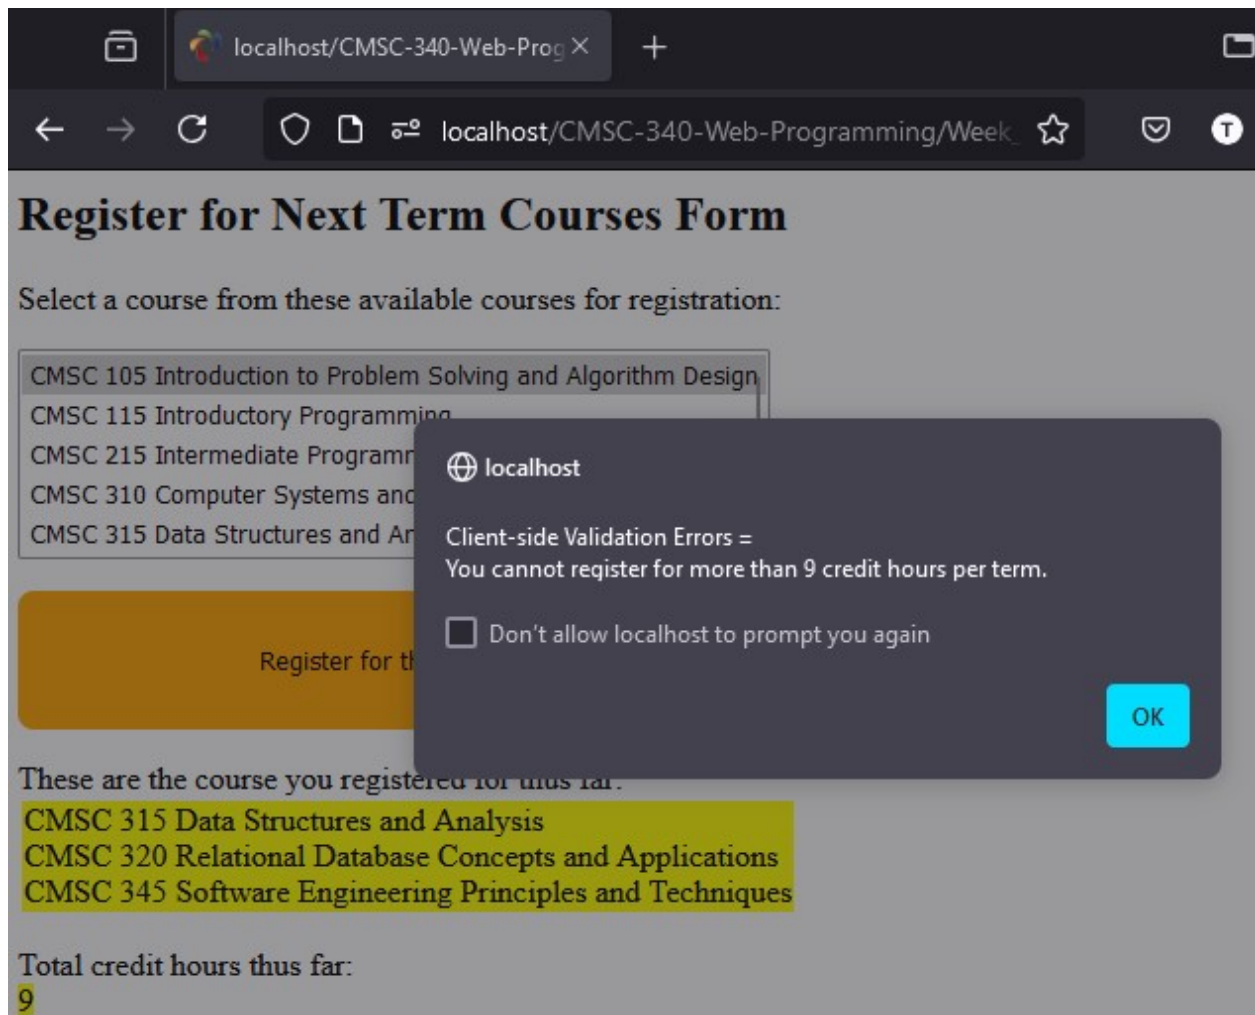 localhost/CMSC-340-Web-Prog
localhost/CMSC-340-Web-Programming/Week_
T
Register for Next Term Courses Form
Select a course from these available courses for registration:
CMSC 105 Introduction to Problem Solving and Algorithm Design
CMSC 115 Introductory Programming
CMSC 215 Intermediate Programm
CMSC 310 Computer Systems and
CMSC 315 Data Structures and An
localhost
Client-side Validation Errors =
You cannot register for more than 9 credit hours per term.
Don't allow localhost to prompt you again
OK
Register for th
These are the course you registered for thus far:
CMSC 315 Data Structures and Analysis
CMSC 320 Relational Database Concepts and Applications
CMSC 345 Software Engineering Principles and Techniques
Total credit hours thus far:
9